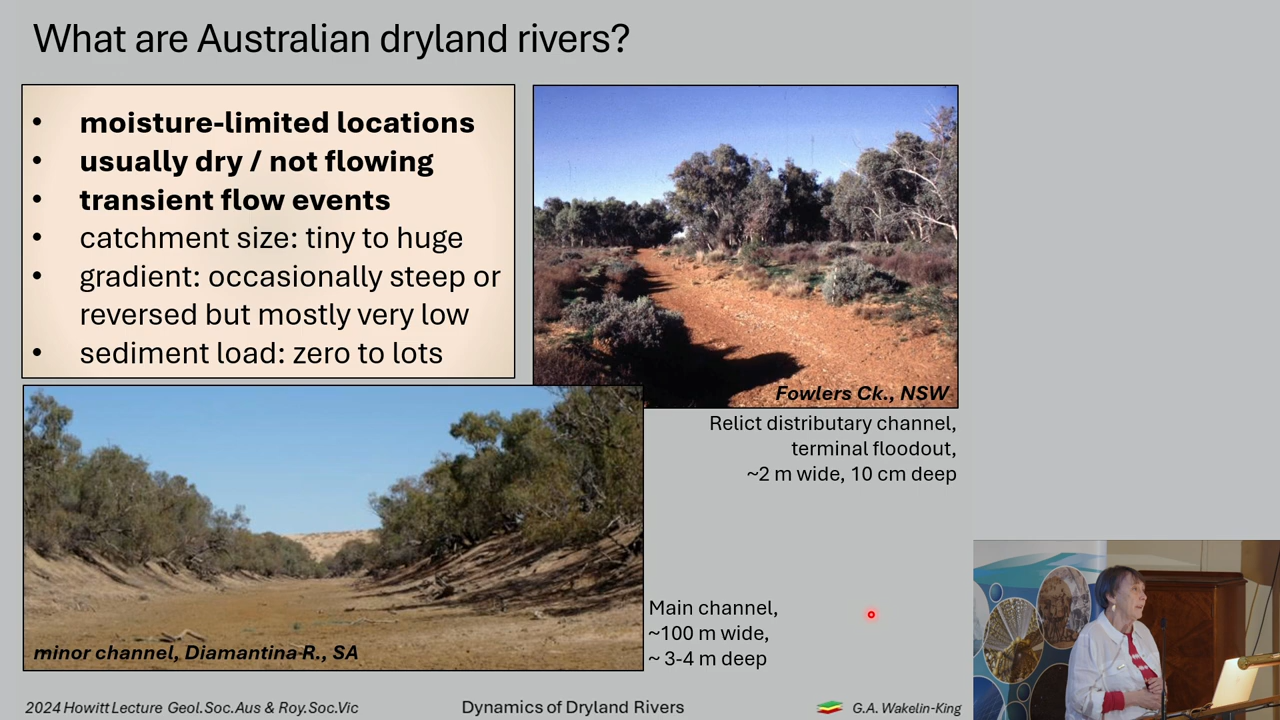 What are Australian dryland rivers?
• moisture-limited locations
• usually dry / not flowing
• transient flow events
• catchment size: tiny to huge
• gradient: occasionally steep or
reversed but mostly very low
• sediment load: zero to lots
Fowlers Ck., NSW
Relict distributary channel,
terminal floodout,
~2 m wide, 10 cm deep
minor channel, Diamantina R., SA
Main channel,
~100 m wide,
~ 3-4 m deep
2024 Howitt Lecture Geol.Soc.Aus & Roy.Soc.Vic
Dynamics of Dryland Rivers
G.A. Wakelin-King